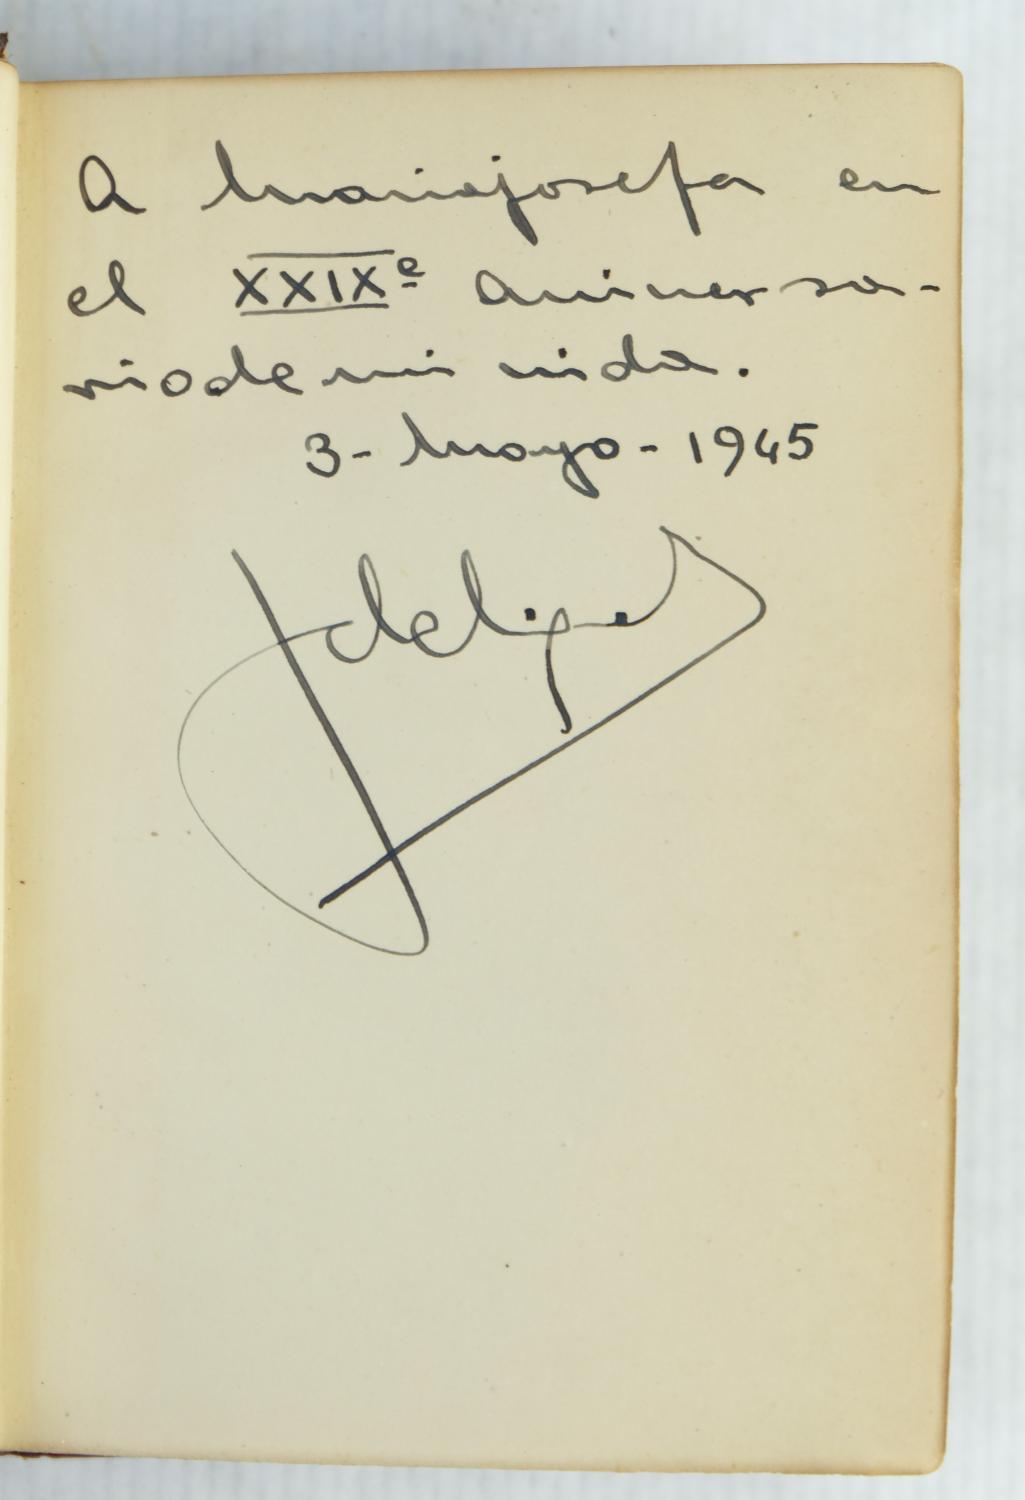 A Mariajosefa en
el XXIXº aniversa-
rio de mi vida.
3-Mayo-1945